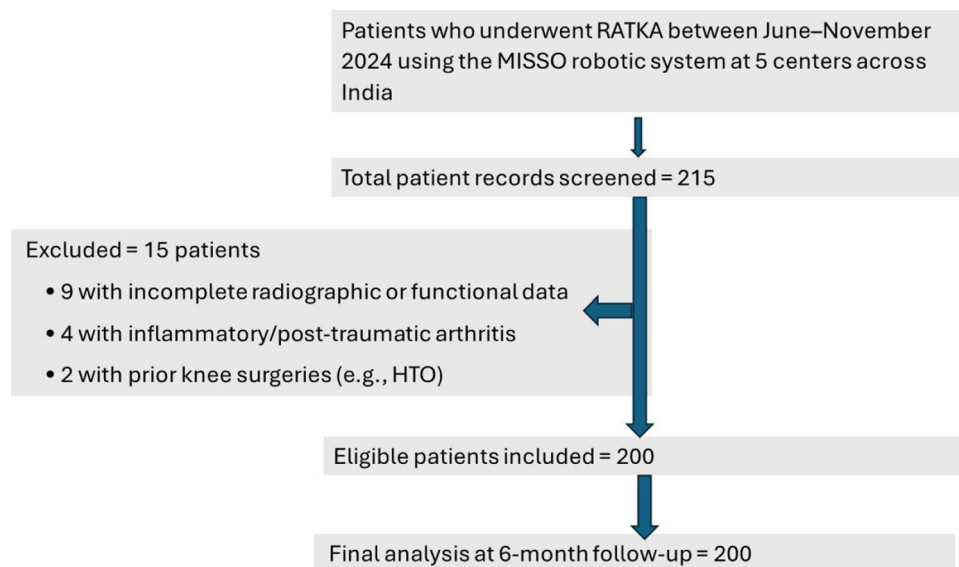 Patients who underwent RATKA between June–November
2024 using the MISSO robotic system at 5 centers across
India
Total patient records screened = 215
Excluded = 15 patients
• 9 with incomplete radiographic or functional data
• 4 with inflammatory/post-traumatic arthritis
• 2 with prior knee surgeries (e.g., HTO)
Eligible patients included = 200
Final analysis at 6-month follow-up = 200